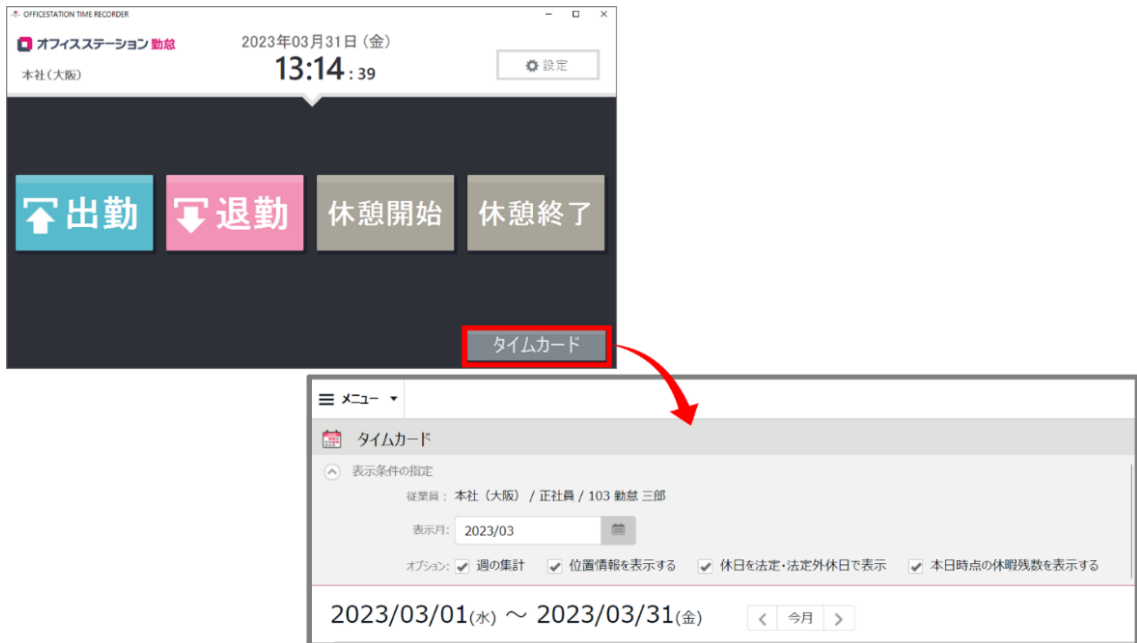 OFFICESTATION TIME RECORDER
オフィスステーション 勤怠
本社(大阪)
2023年03月31日 (金)
13:14 : 39
設定
出勤
退勤
休憩開始
休憩終了
タイムカード
メニュー
タイムカード
表示条件の指定
従業員 : 本社（大阪） / 正社員 / 103 勤怠 三郎
表示月: 2023/03
オプション: 週の集計 位置情報を表示する 休日を法定・法定外休日で表示 本日時点の休暇残数を表示する
2023/03/01(水) ～ 2023/03/31(金) 今月